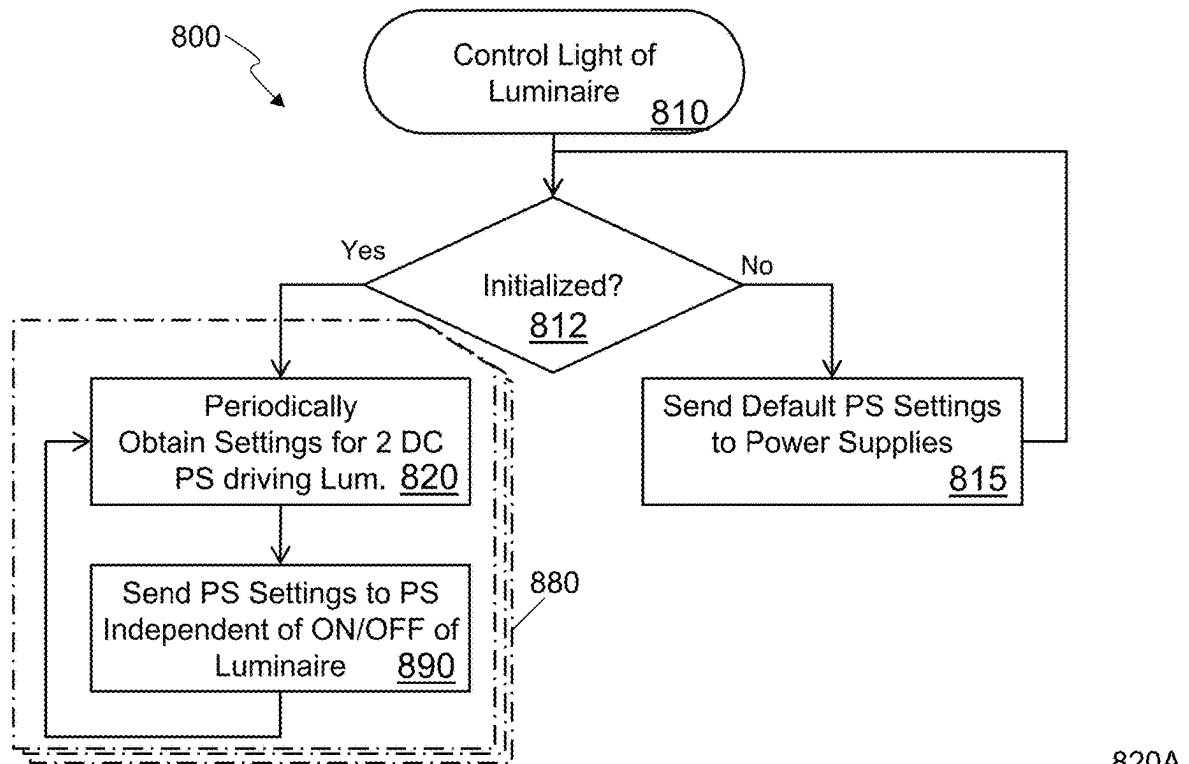 800
Control Light of
Luminaire
810
Yes
No
Initialized?
812
Periodically
Obtain Settings for 2 DC
PS driving Lum. 820
Send Default PS Settings
to Power Supplies
815
Send PS Settings to PS
Independent of ON/OFF of
Luminaire 890
880
820A